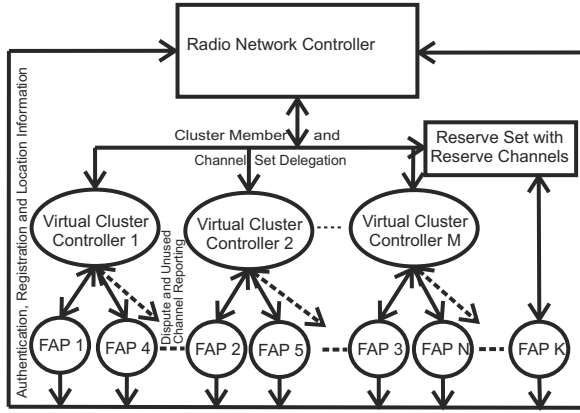 Radio Network Controller
Cluster Member and
Channel Set Delegation
Reserve Set with
Reserve Channels
Authentication, Registration and Location Information
Virtual Cluster
Controller 1
Virtual Cluster
Controller 2
Virtual Cluster
Controller M
Dispute and Unused
Channel Reporting
FAP 1
FAP 4
FAP 2
FAP 5
FAP 3
FAP N
FAP K